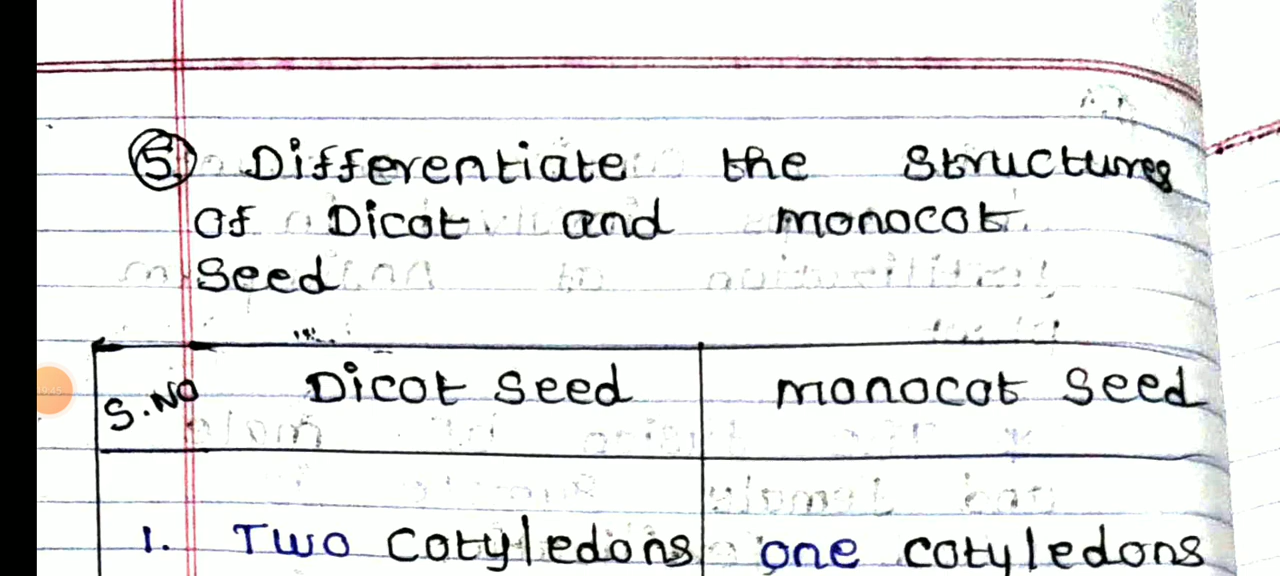 5 Differentiate the Structures
Of Dicot and monocot.
Seed
S.NO Dicot Seed monocot Seed
1. Two Cotyledons one cotyledons